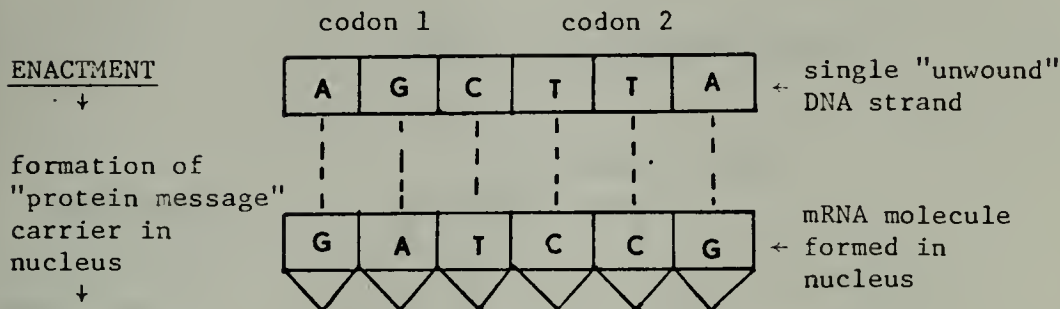 codon 1 codon 2
ENACTMENT
↓
A G C T T A
← single "unwound"
DNA strand
formation of
"protein message"
carrier in
nucleus
↓
G A T C C G
← mRNA molecule
formed in
nucleus